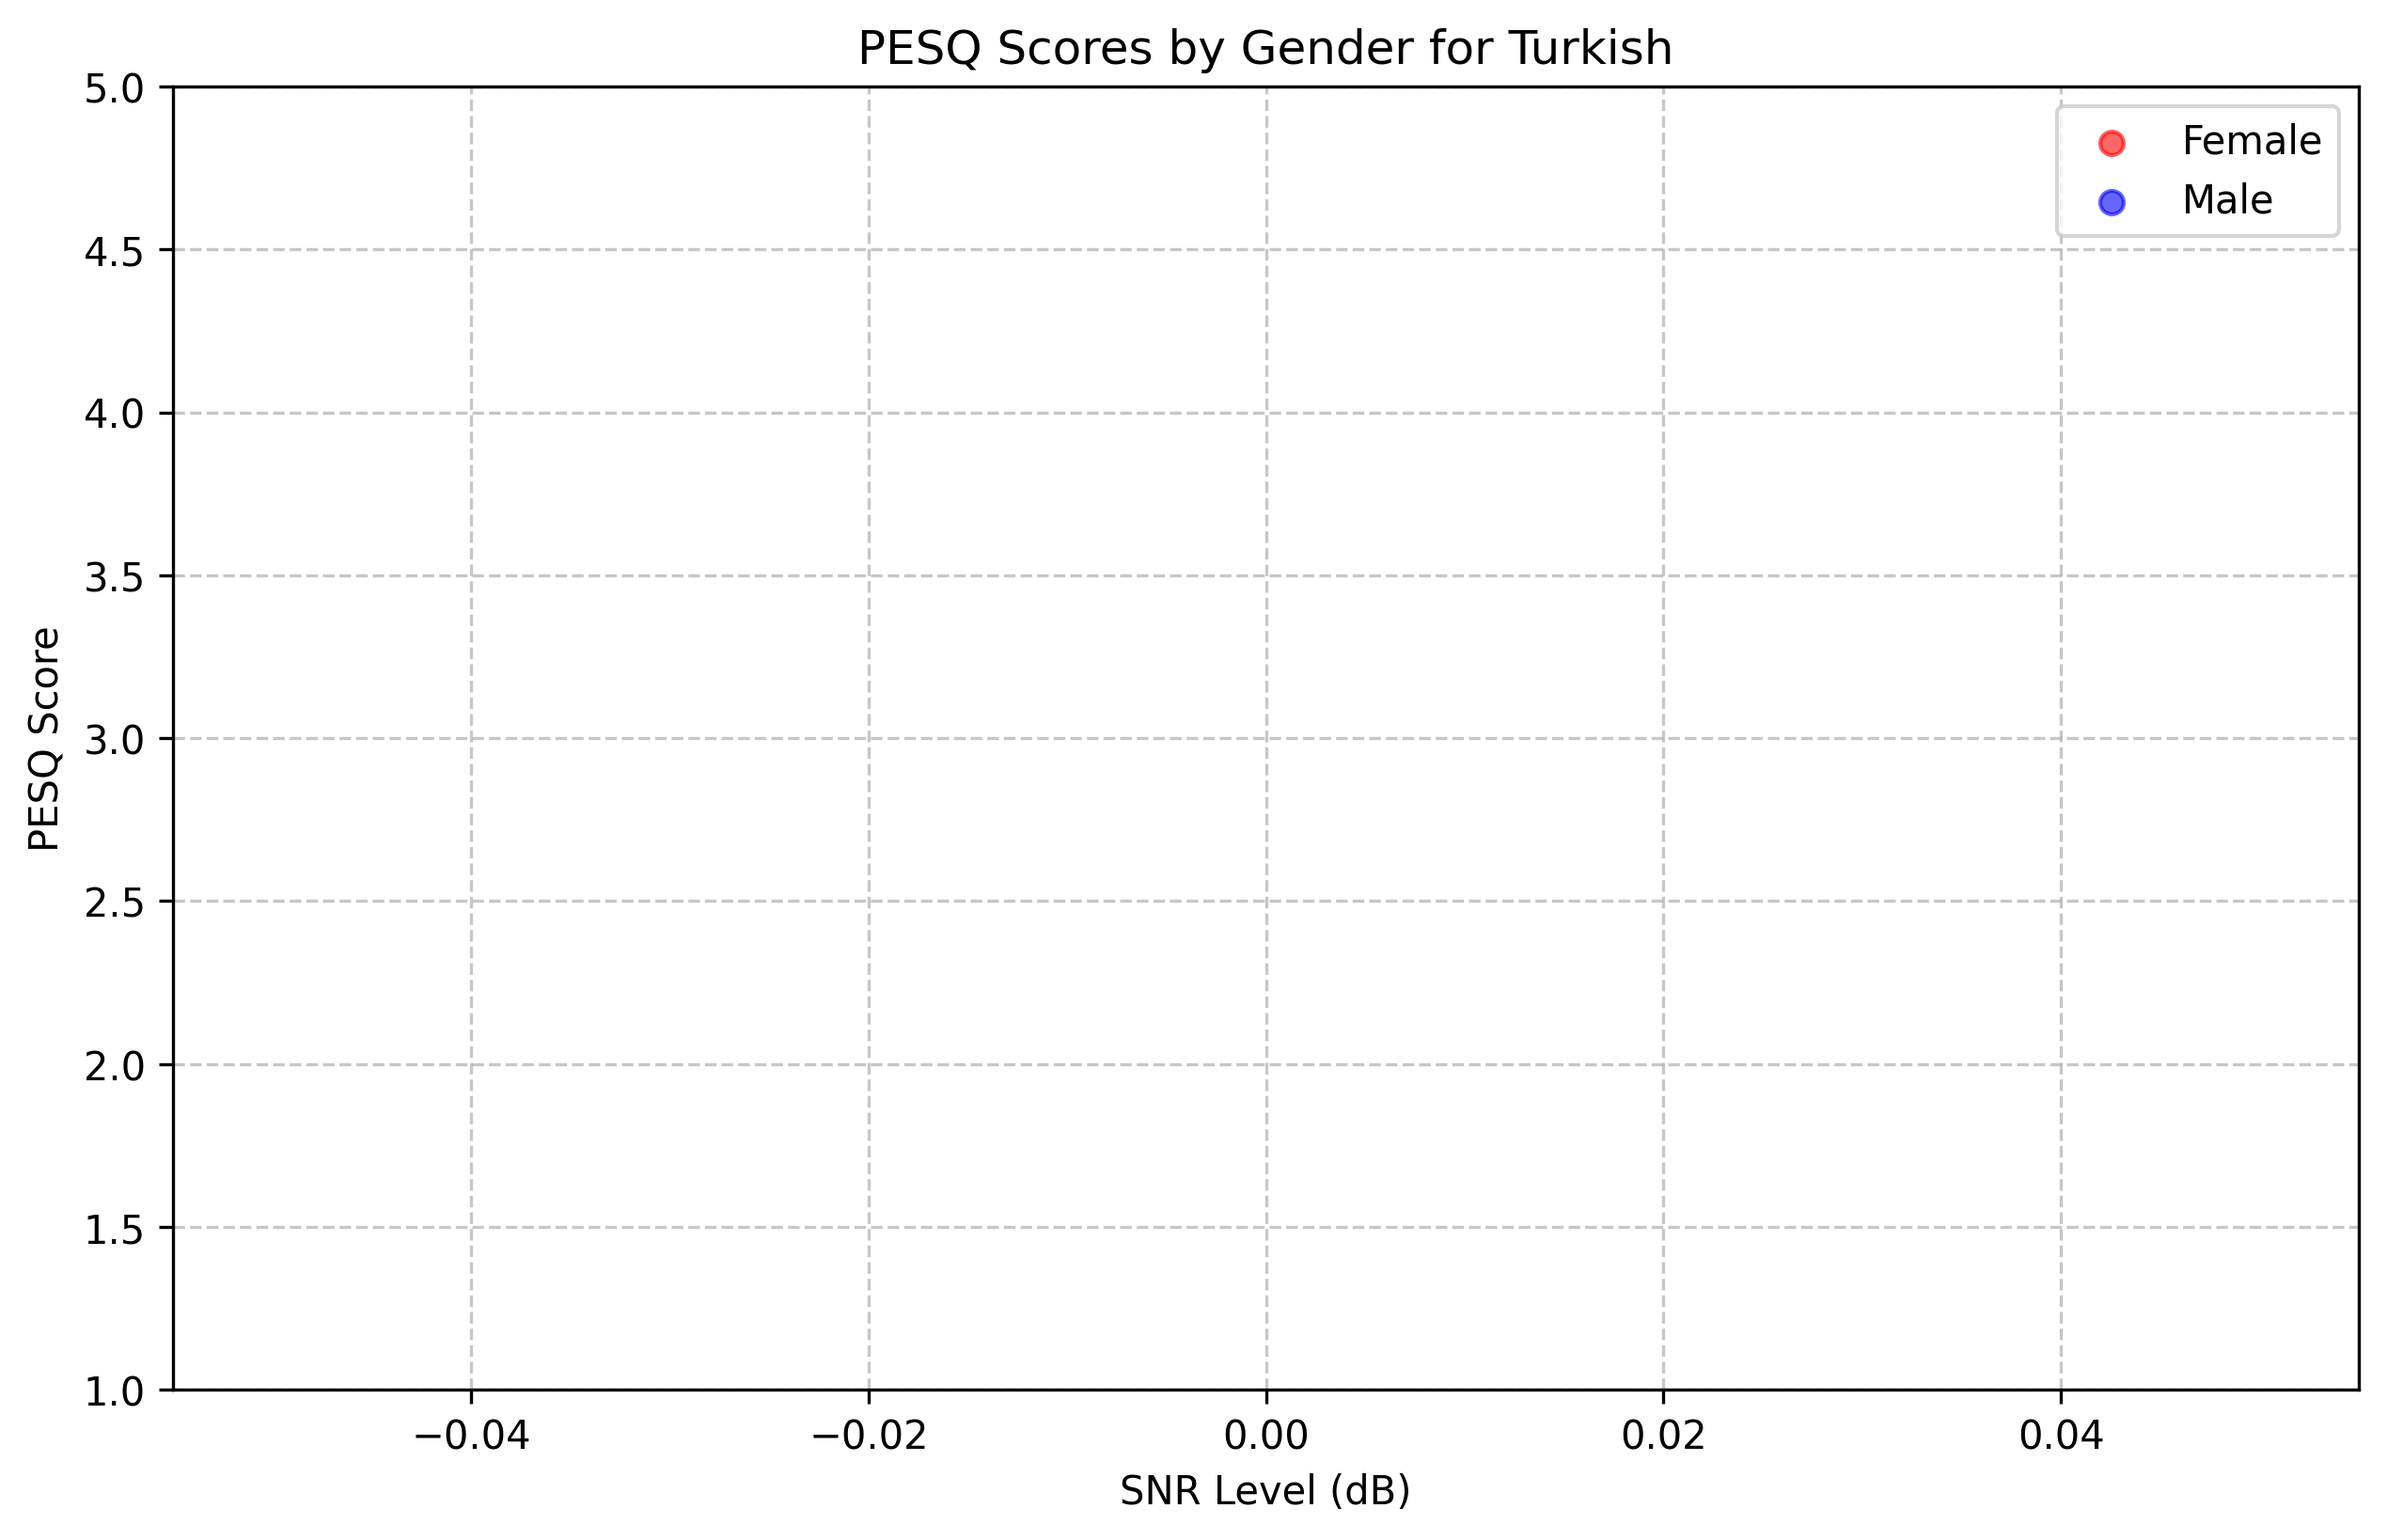 PESQ Scores by Gender for Turkish
5.0
4.5
4.0
3.5
3.0
2.5
2.0
1.5
1.0
PESQ Score
Female
Male
−0.04
−0.02
0.00
0.02
0.04
SNR Level (dB)